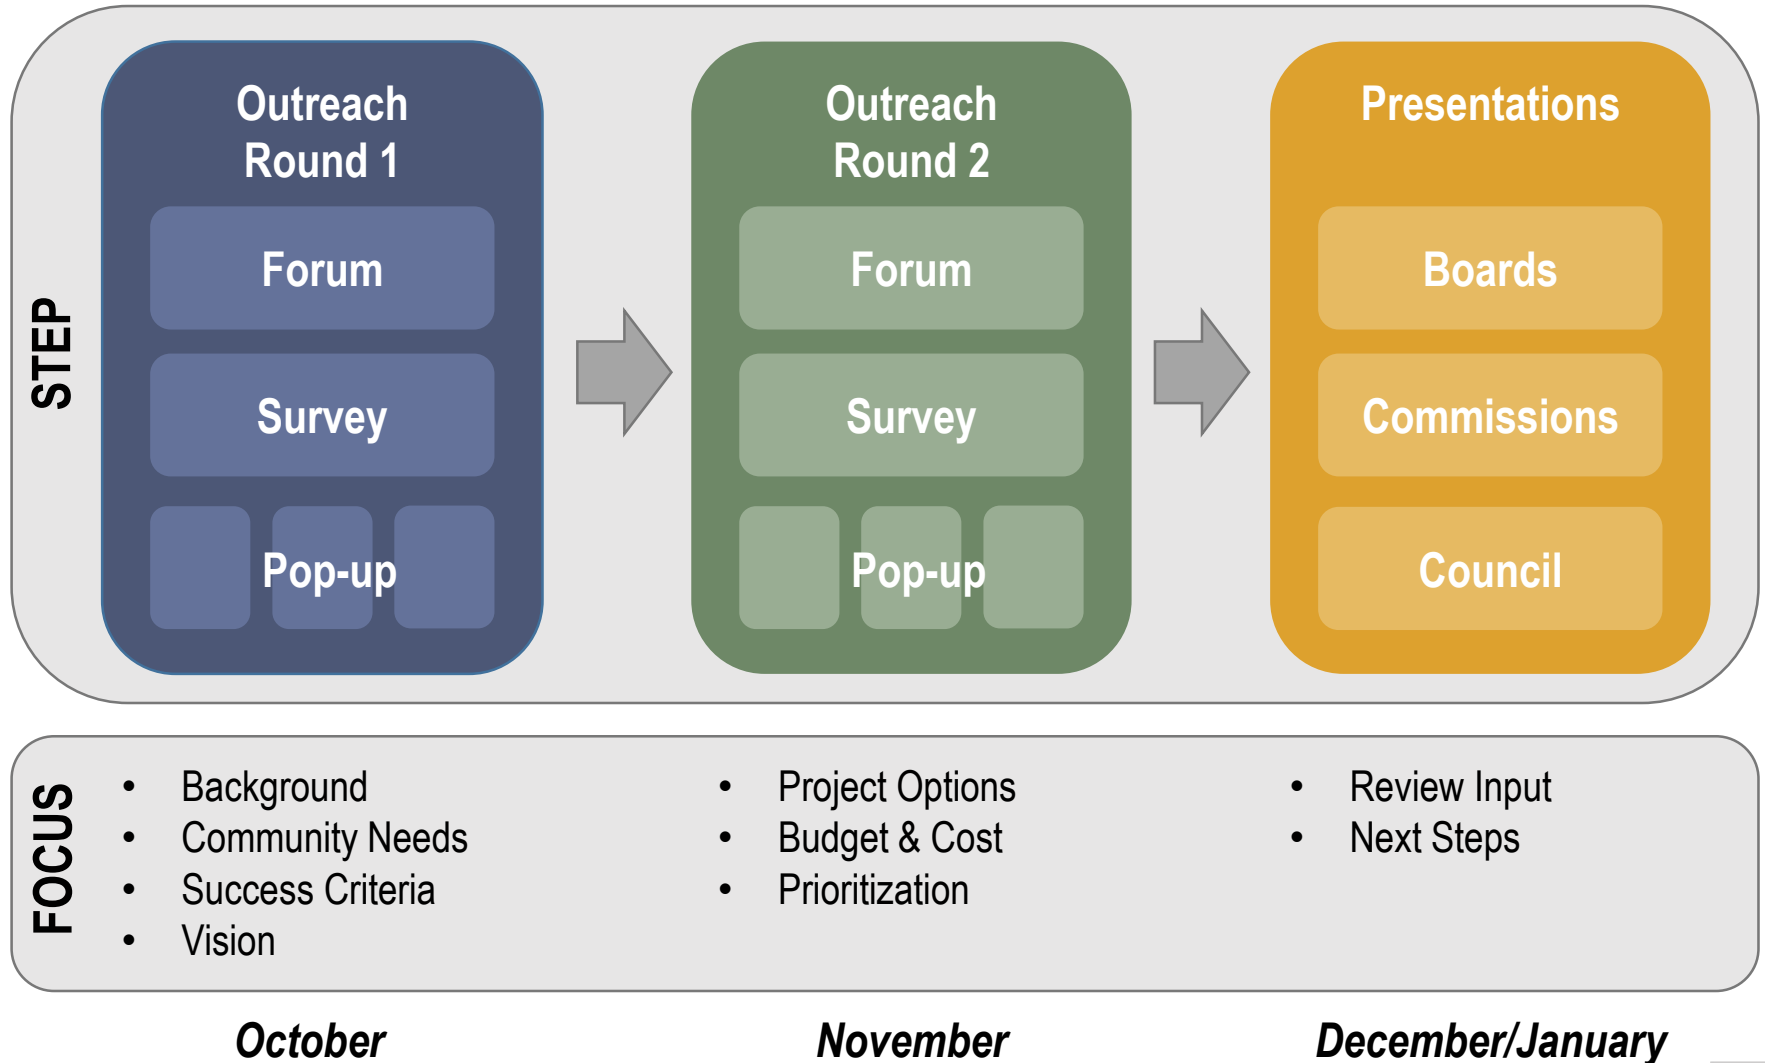 STEP
Outreach
Round 1
Forum
Survey
Pop-up
Outreach
Round 2
Forum
Survey
Pop-up
Presentations
Boards
Commissions
Council
FOCUS
• Background
• Community Needs
• Success Criteria
• Vision
• Project Options
• Budget & Cost
• Prioritization
• Review Input
• Next Steps
October
November
December/January